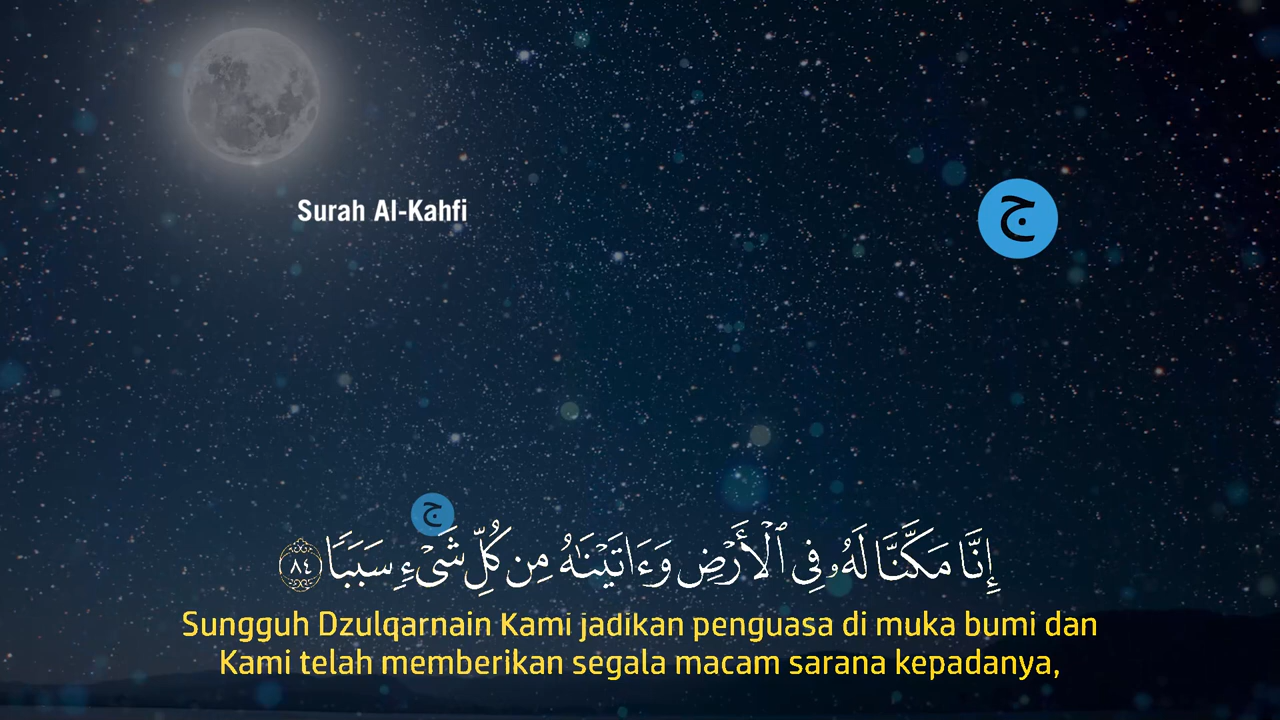 Surah Al-Kahfi
ج
ج
إِنَّا مَكَّنَّا لَهُۥ فِى ٱلْأَرْضِ وَءَاتَيْنَٰهُ مِن كُلِّ شَىْءٍ سَبَبًا ٨٤
Sungguh Dzulqarnain Kami jadikan penguasa di muka bumi dan
Kami telah memberikan segala macam sarana kepadanya,